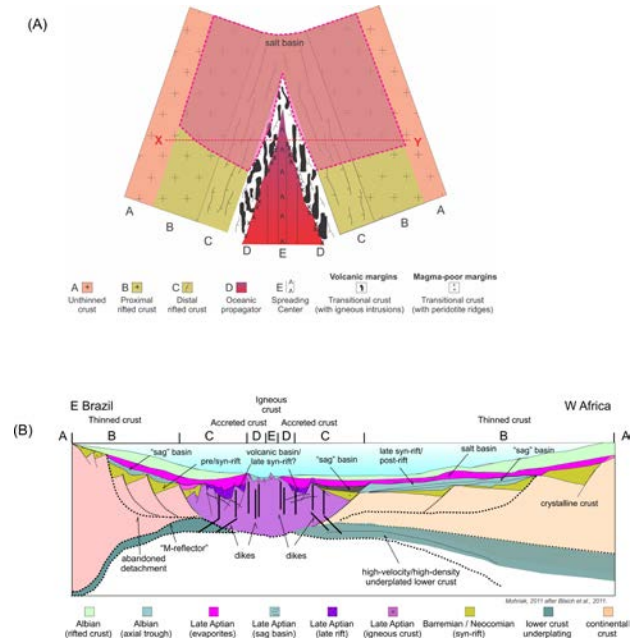 (A)
salt basin
X
Y
A
B
C
D
E
D
C
B
A
A
Unthinned
crust
B
Proximal
rifted crust
C
Distal
rifted crust
D
Oceanic
propagator
E
Spreading
Center
Volcanic margins
Transitional crust
(with igneous intrusions)
Magma-poor margins
Transitional crust
(with peridotite ridges)
(B)
E Brazil
W Africa
Thinned crust
Igneous
crust
Accreted crust
Accreted crust
Thinned crust
A
B
C
D
E
D
C
B
A
"sag" basin
pre/syn-rift
volcanic basin/
late syn-rift?
"sag" basin
late syn-rift/
post-rift
salt basin
"sag" basin
crystalline crust
abandoned
detachment
"M-reflector"
dikes
dikes
high-velocity/high-density
underplated lower crust
Mohriak, 2011 after Blaich et al., 2011.
Albian
(rifted crust)
Albian
(axial trough)
Late Aptian
(evaporites)
Late Aptian
(sag basin)
Late Aptian
(late rift)
Late Aptian
(igneous crust)
Barremian / Neocomian
(syn-rift)
lower crust
underplating
continental
crust